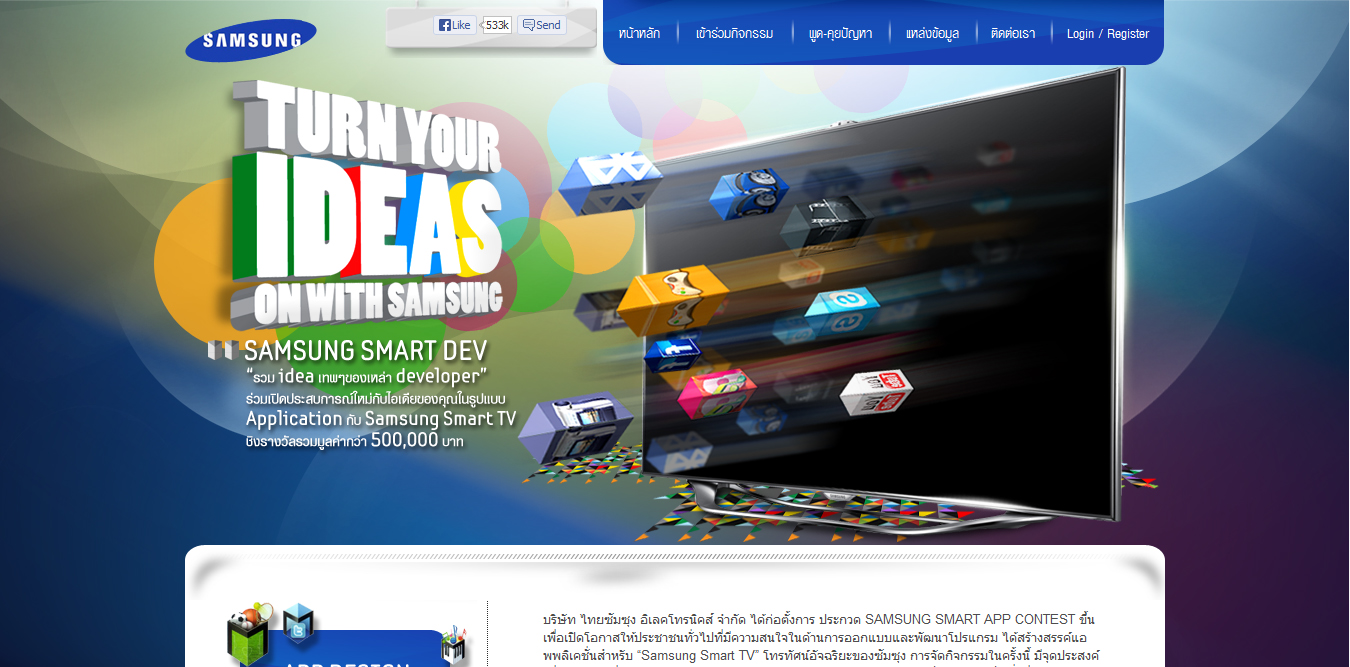 SAMSUNG
Like 533k Send
หน้าหลัก เข้าร่วมกิจกรรม พูด-คุยปัญหา แหล่งข้อมูล ติดต่อเรา Login / Register
TURN YOUR
IDEAS
ON WITH SAMSUNG
SAMSUNG SMART DEV
“รวม idea เทพๆของเหล่า developer”
ร่วมเปิดประสบการณ์ใหม่กับไอเดียของคุณในรูปแบบ
Application กับ Samsung Smart TV
ชิงรางวัลรวมมูลค่ากว่า 500,000 บาท
APP DESIGN
บริษัท ไทยซัมซุง อิเลคโทรนิคส์ จำกัด ได้ก่อตั้งการ ประกวด SAMSUNG SMART APP CONTEST ขึ้น
เพื่อเปิดโอกาสให้ประชาชนทั่วไปที่มีความสนใจในด้านการออกแบบและพัฒนาโปรแกรม ได้สร้างสรรค์แอ
พพลิเคชั่นสำหรับ “Samsung Smart TV” โทรทัศน์อัจฉริยะของซัมซุง การจัดกิจกรรมในครั้งนี้ มีจุดประสงค์